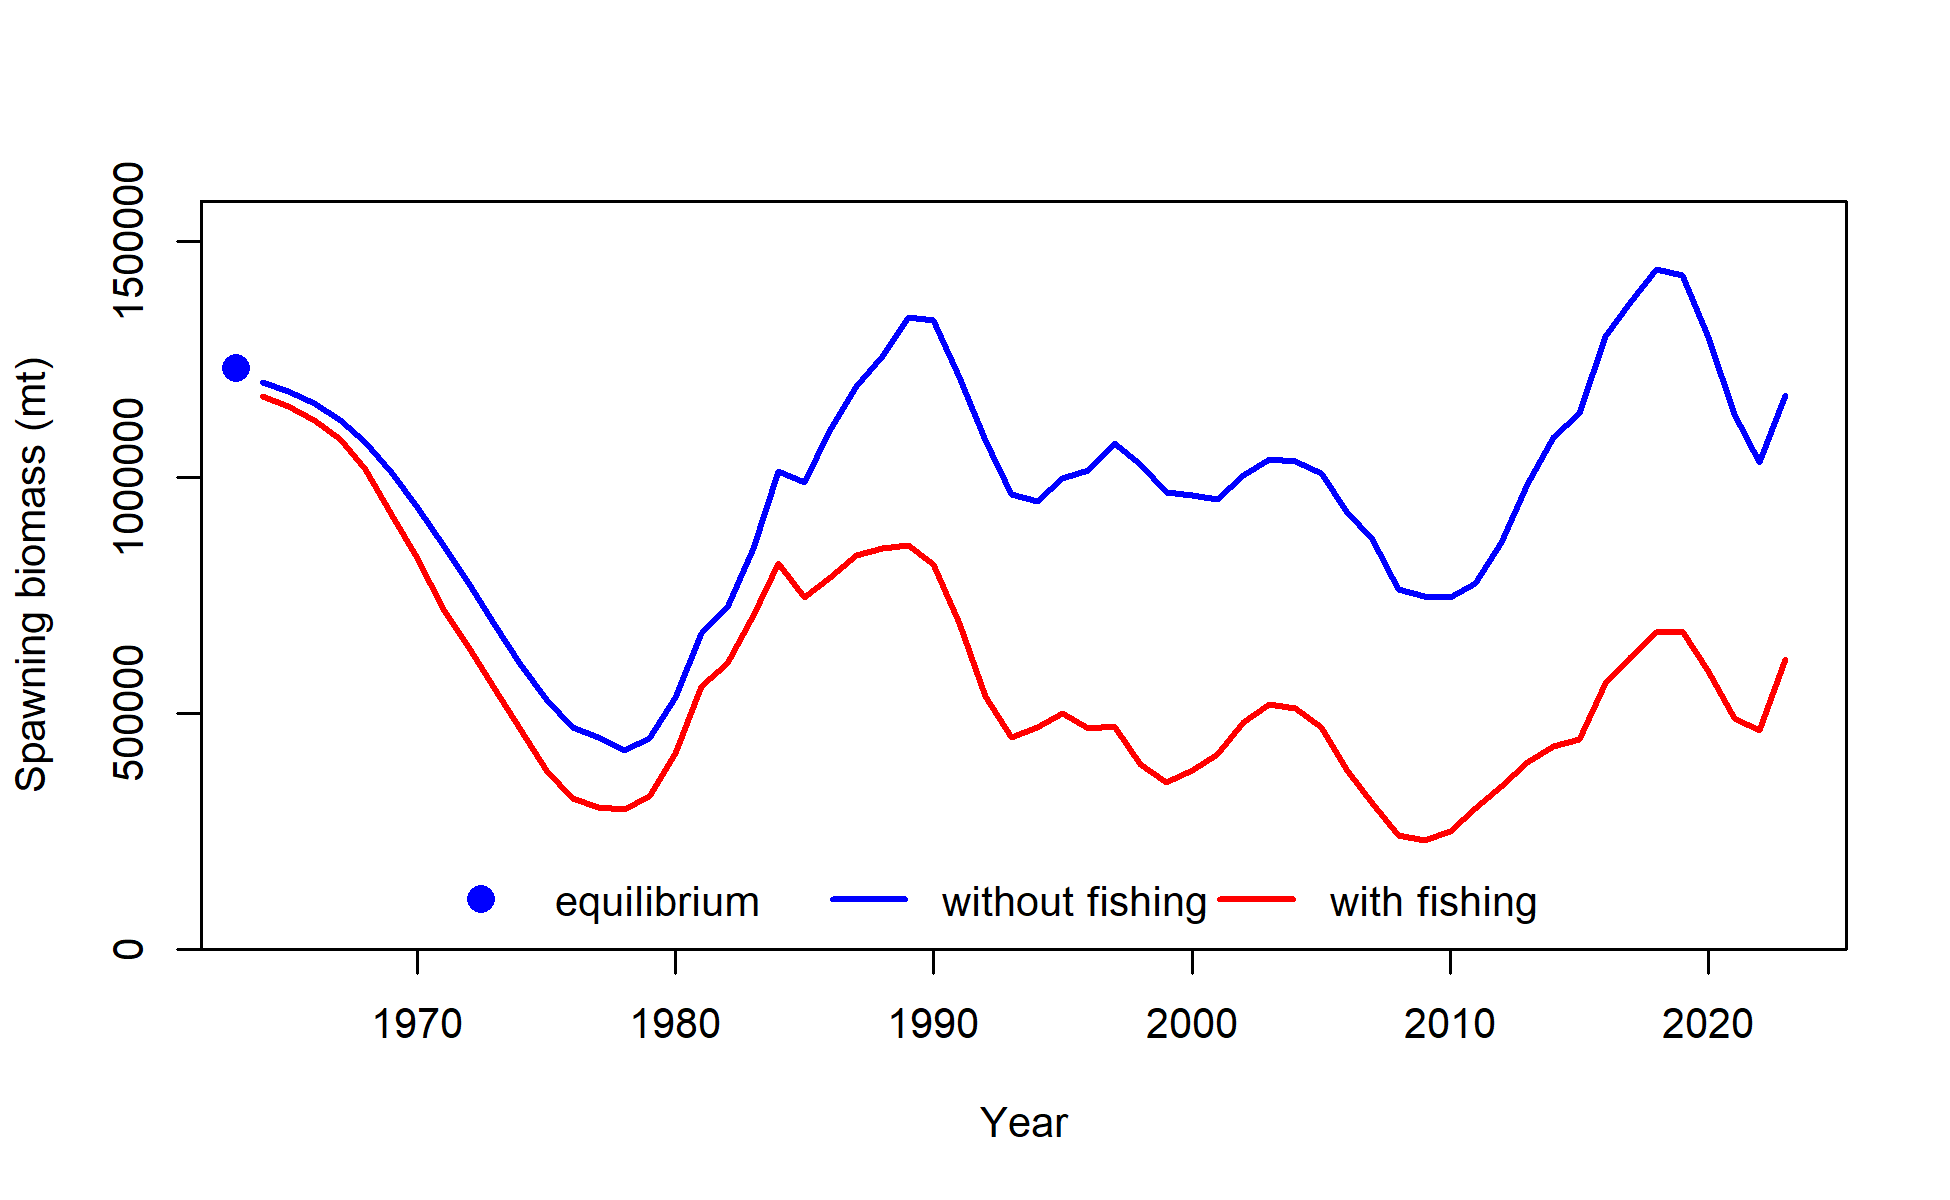 Spawning biomass (mt)
1500000
1000000
500000
0
equilibrium without fishing with fishing
1970 1980 1990 2000 2010 2020
Year